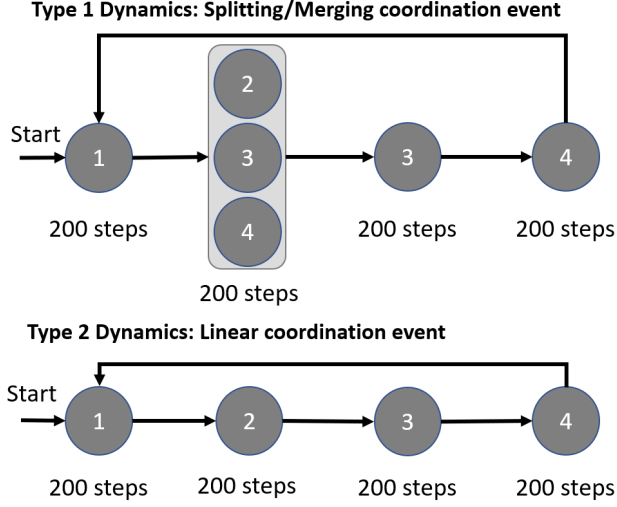 Type 1 Dynamics: Splitting/Merging coordination event
2
Start
1
3
3
4
4
200 steps
200 steps
200 steps
200 steps
Type 2 Dynamics: Linear coordination event
Start
1
2
3
4
200 steps
200 steps
200 steps
200 steps